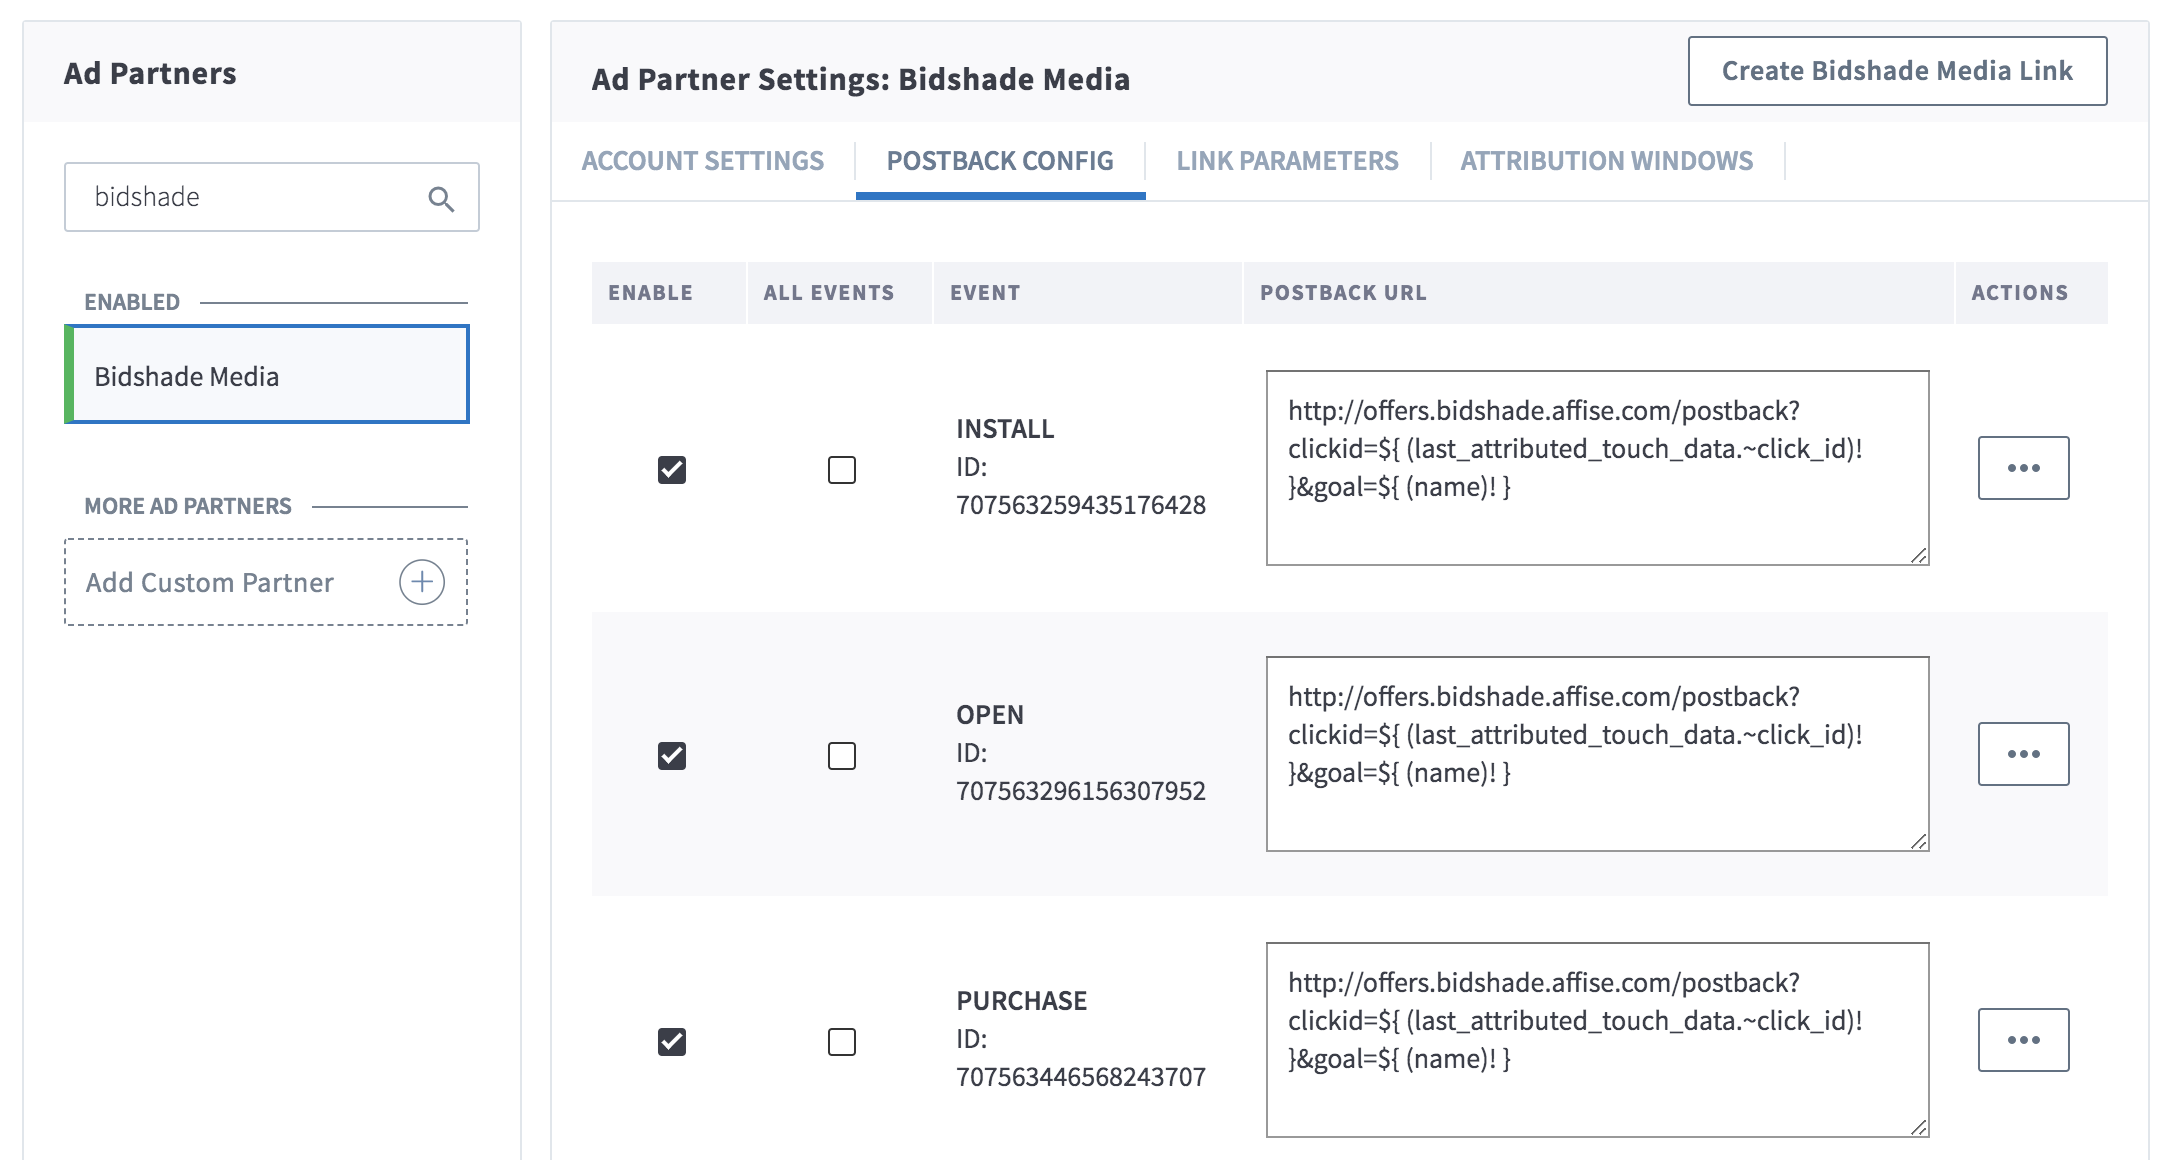 Ad Partners
bidshade
ENABLED
Bidshade Media
MORE AD PARTNERS
Add Custom Partner
Ad Partner Settings: Bidshade Media
Create Bidshade Media Link
ACCOUNT SETTINGS
POSTBACK CONFIG
LINK PARAMETERS
ATTRIBUTION WINDOWS
ENABLE
ALL EVENTS
EVENT
POSTBACK URL
ACTIONS
INSTALL
ID:
707563259435176428
http://offers.bidshade.affise.com/postback?
clickid=${ (last_attributed_touch_data.~click_id)!
}&goal=${ (name)! }
OPEN
ID:
707563296156307952
http://offers.bidshade.affise.com/postback?
clickid=${ (last_attributed_touch_data.~click_id)!
}&goal=${ (name)! }
PURCHASE
ID:
707563446568243707
http://offers.bidshade.affise.com/postback?
clickid=${ (last_attributed_touch_data.~click_id)!
}&goal=${ (name)! }